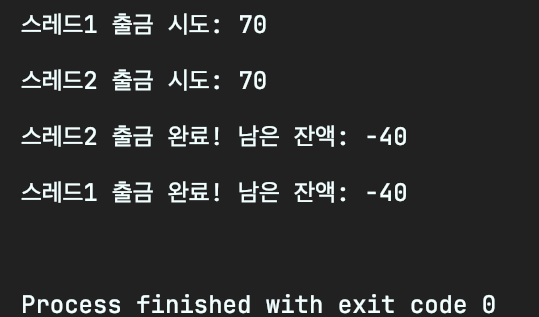 스레드1 출금 시도: 70
스레드2 출금 시도: 70
스레드2 출금 완료! 남은 잔액: -40
스레드1 출금 완료! 남은 잔액: -40
Process finished with exit code 0